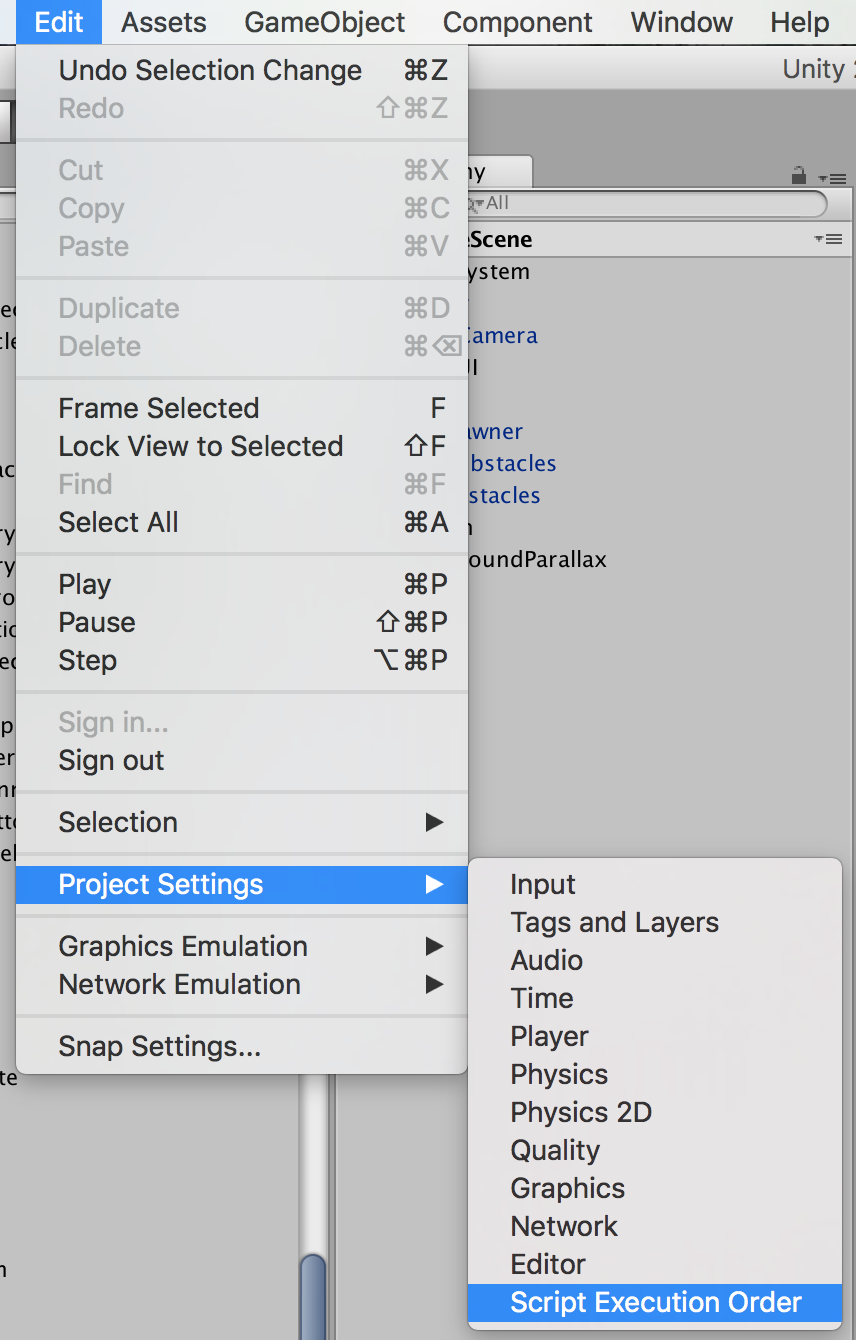 Edit Assets GameObject Component Window Help
Unity
Undo Selection Change ⌘Z
Redo ⇧⌘Z
Cut ⌘X
Copy ⌘C
Paste ⌘V
Duplicate ⌘D
Delete ⌘⌫
Frame Selected F
Lock View to Selected ⇧F
Find ⌘F
Select All ⌘A
Play ⌘P
Pause ⇧⌘P
Step ⌥⌘P
Sign in...
Sign out
Selection
Project Settings
Graphics Emulation
Network Emulation
Snap Settings...
All
eScene
ystem
Camera
UI
awner
bstacles
stacles
oundParallax
Input
Tags and Layers
Audio
Time
Player
Physics
Physics 2D
Quality
Graphics
Network
Editor
Script Execution Order